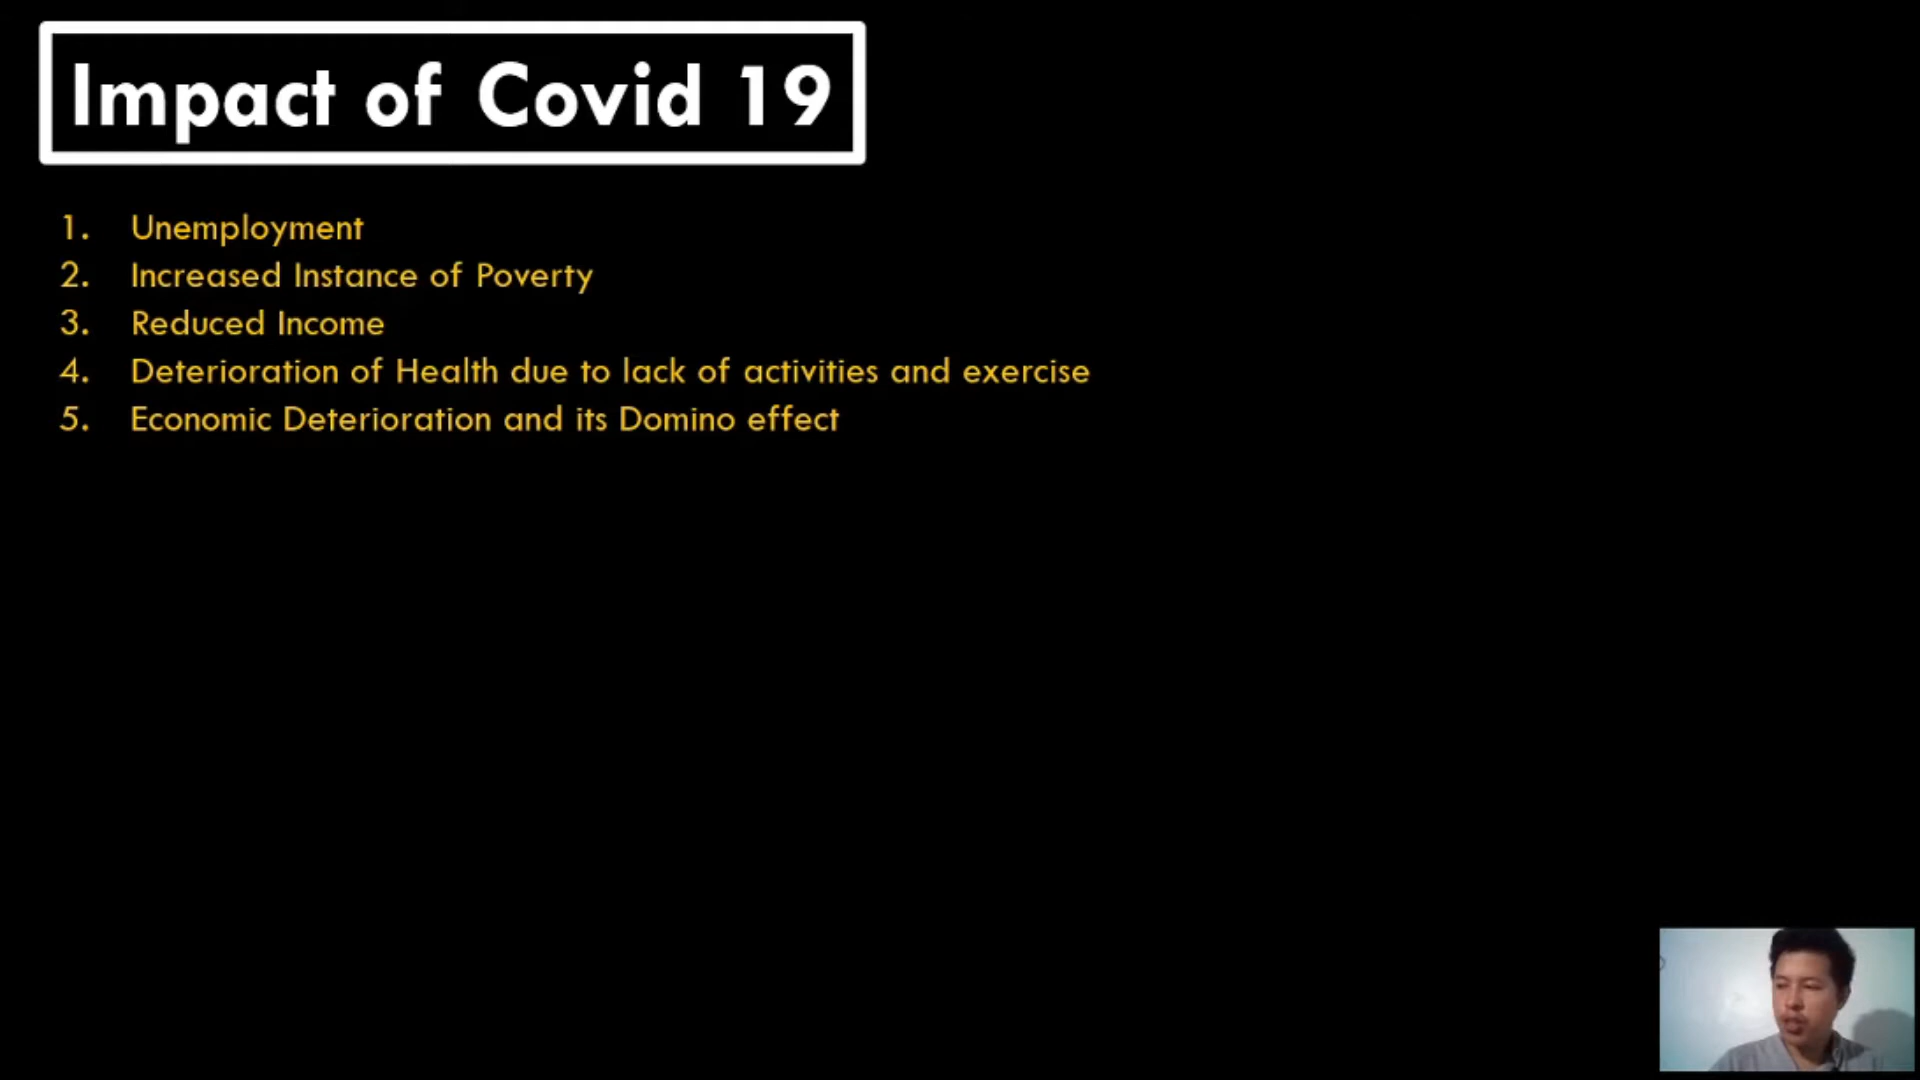 Impact of Covid 19
1. Unemployment
2. Increased Instance of Poverty
3. Reduced Income
4. Deterioration of Health due to lack of activities and exercise
5. Economic Deterioration and its Domino effect